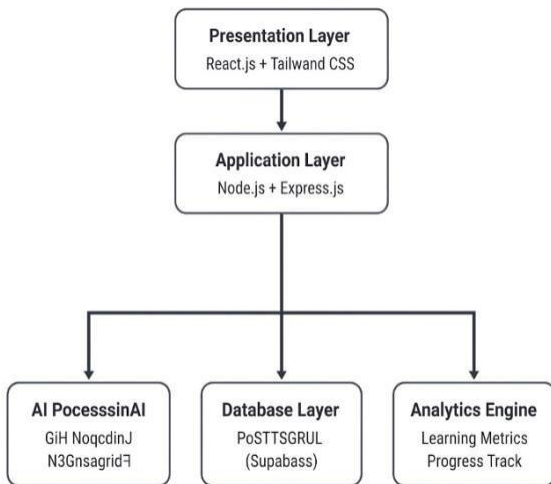 Presentation Layer
React.js + Tailwand CSS
Application Layer
Node.js + Express.js
AI PocesssinAI
GiH NoqcdinJ
N3Gnsagridꟻ
Database Layer
PoSTTSGRUL
(Supabass)
Analytics Engine
Learning Metrics
Progress Track